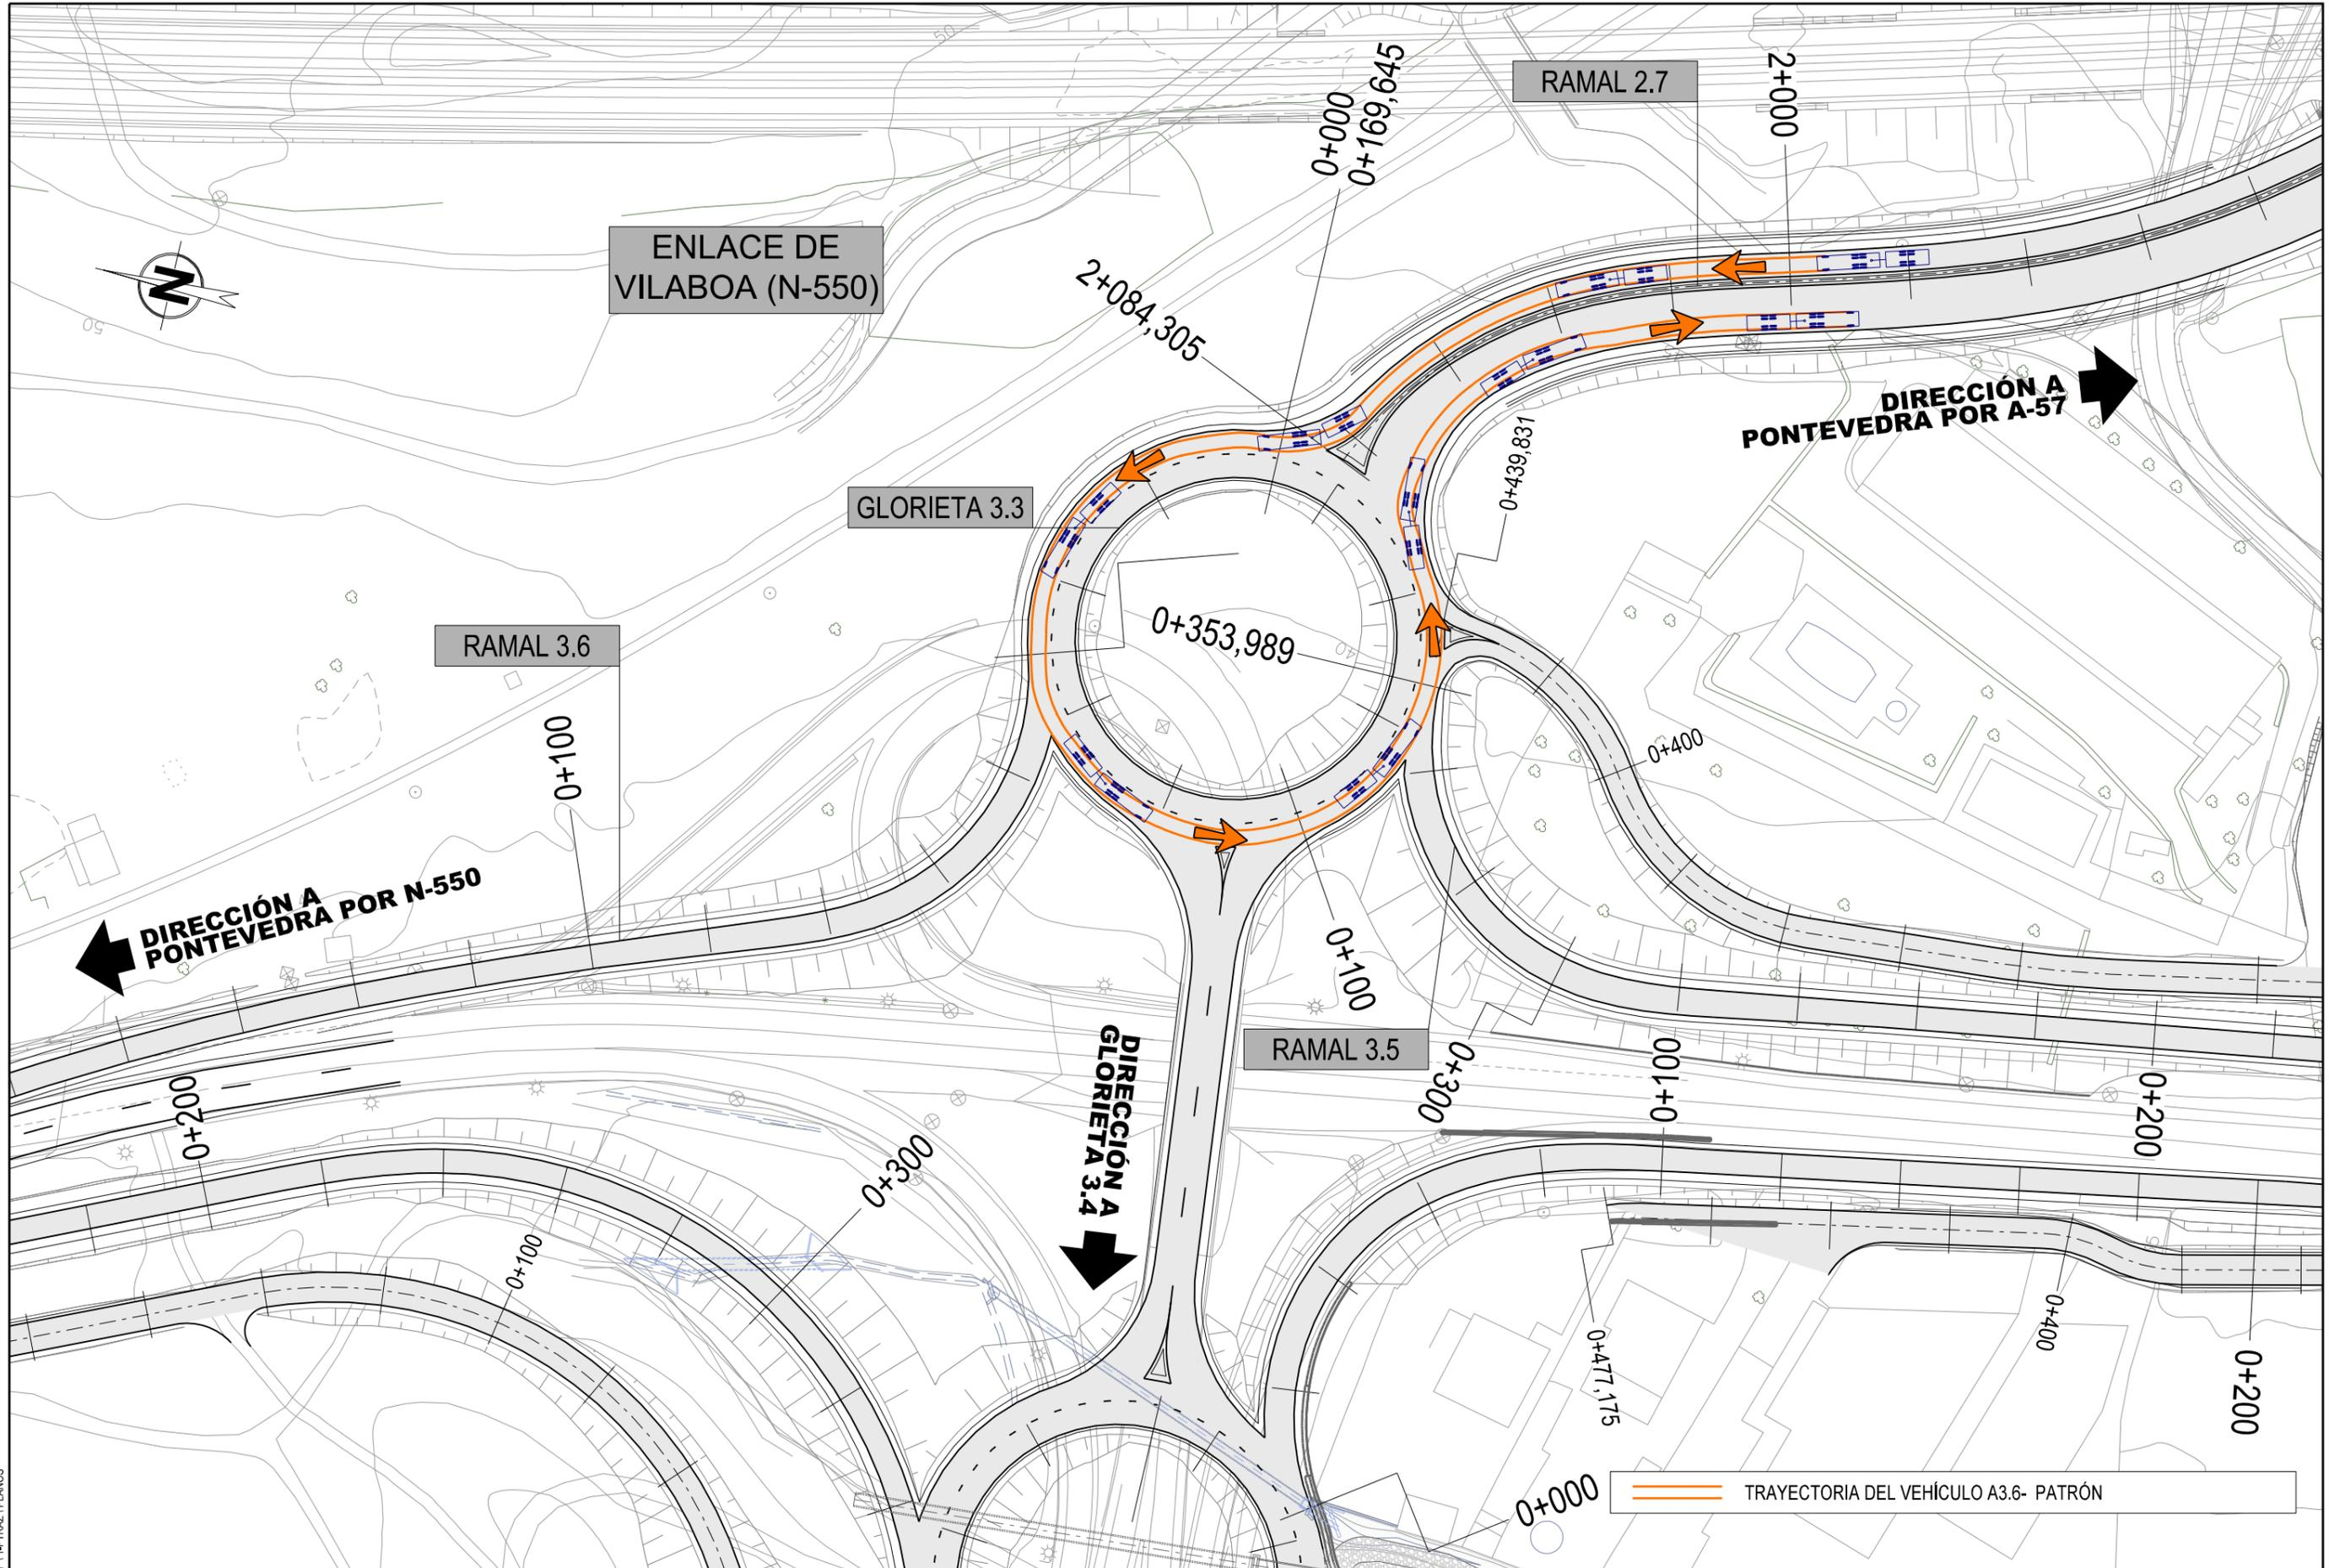 50
0+000
0+169,645
RAMAL 2.7
2+000
ENLACE DE
VILABOA (N-550)
N
50
2+084,305
DIRECCIÓN A
PONTEVEDRA POR A-57
0+439,831
GLORIETA 3.3
0+353,989
40
RAMAL 3.6
0+100
0+400
DIRECCIÓN A
PONTEVEDRA POR N-550
0+100
RAMAL 3.5
DIRECCIÓN A
GLORIETA 3.4
0+300
0+100
0+200
0+200
0+300
0+100
0+477,175
0+400
0+200
0+000
TRAYECTORIA DEL VEHÍCULO A3.6- PATRÓN